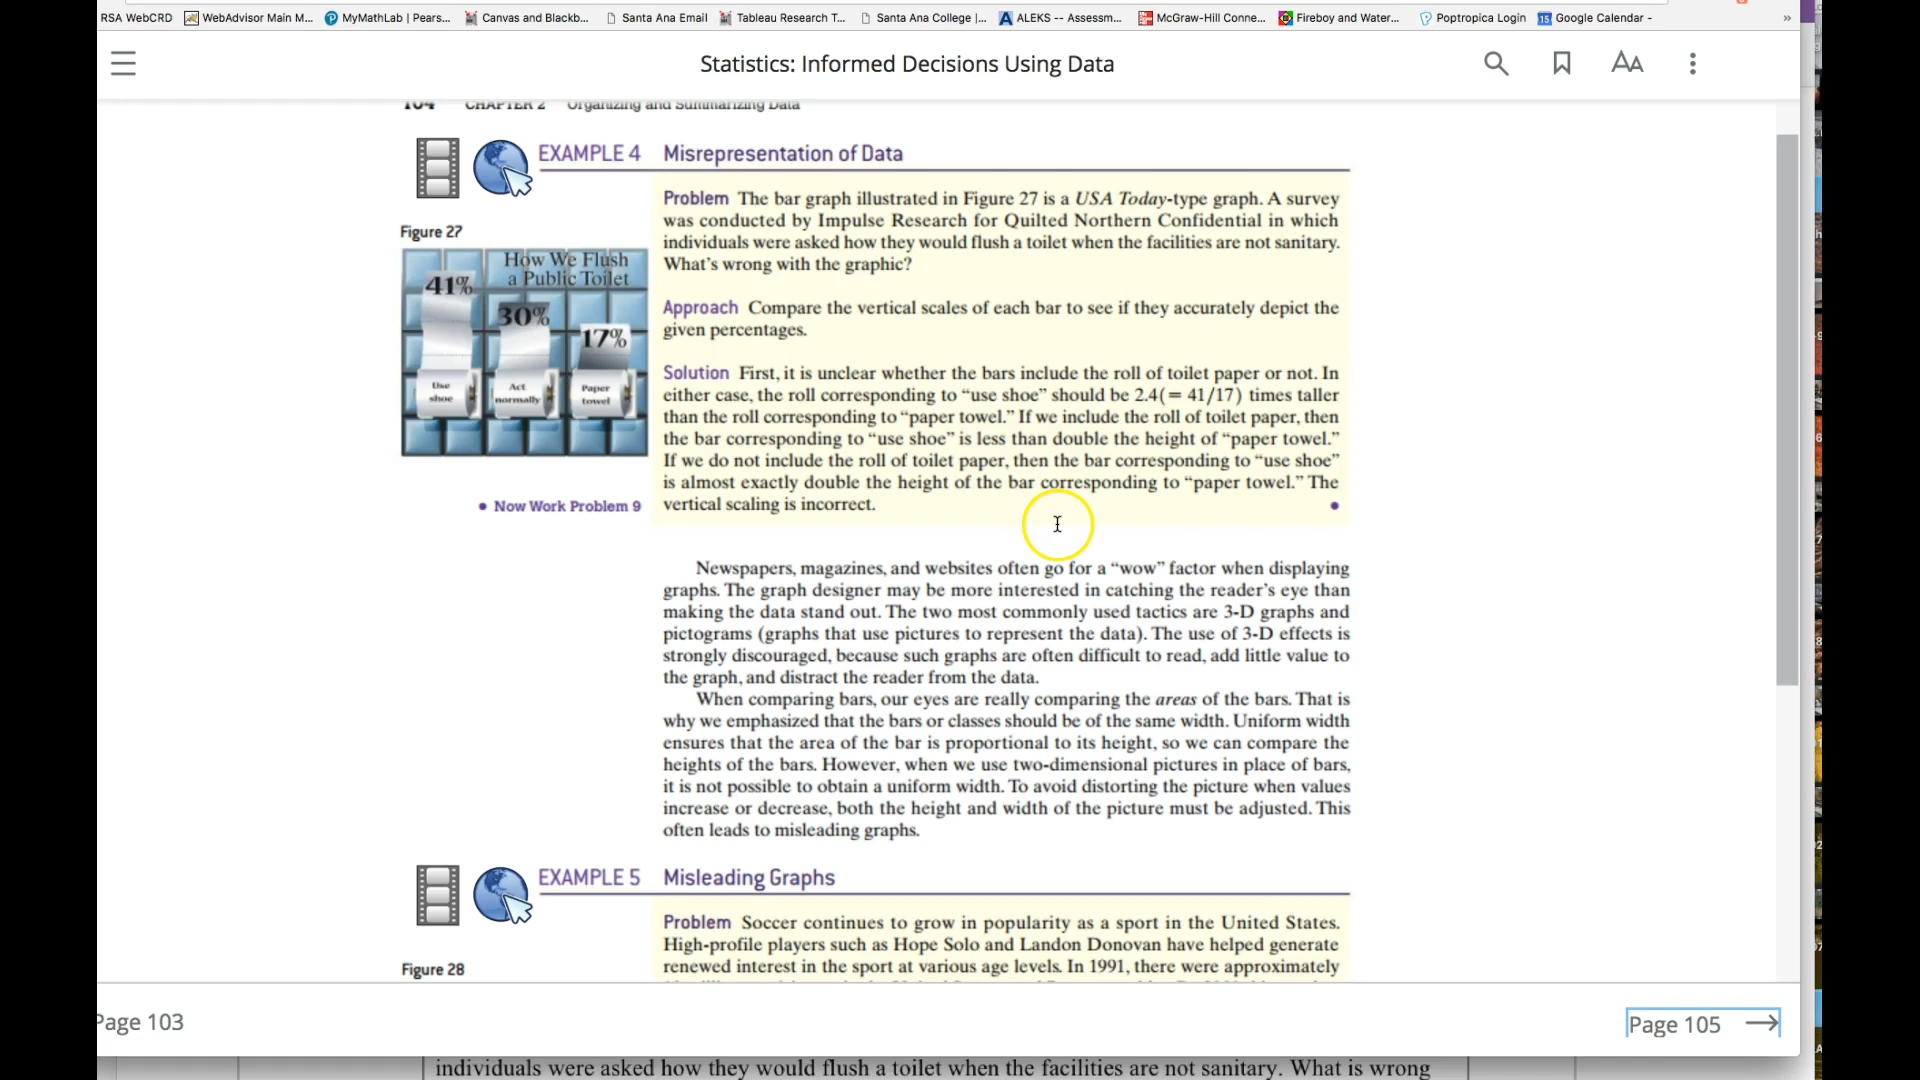 RSA WebCRD WebAdvisor Main M... MyMathLab | Pears... Canvas and Blackb... Santa Ana Email Tableau Research T... Santa Ana College |... ALEKS -- Assessm... McGraw-Hill Conne... Fireboy and Water... Poptropica Login Google Calendar - »
Statistics: Informed Decisions Using Data
104 CHAPTER 2 Organizing and Summarizing Data
EXAMPLE 4 Misrepresentation of Data
Problem The bar graph illustrated in Figure 27 is a USA Today-type graph. A survey
was conducted by Impulse Research for Quilted Northern Confidential in which
individuals were asked how they would flush a toilet when the facilities are not sanitary.
What's wrong with the graphic?
Figure 27
How We Flush
a Public Toilet
41%
30%
17%
Use
shoe
Act
normally
Paper
towel
Approach Compare the vertical scales of each bar to see if they accurately depict the
given percentages.
Solution First, it is unclear whether the bars include the roll of toilet paper or not. In
either case, the roll corresponding to “use shoe” should be 2.4(= 41/17) times taller
than the roll corresponding to “paper towel.” If we include the roll of toilet paper, then
the bar corresponding to “use shoe” is less than double the height of “paper towel.”
If we do not include the roll of toilet paper, then the bar corresponding to “use shoe”
is almost exactly double the height of the bar corresponding to “paper towel.” The
vertical scaling is incorrect.
• Now Work Problem 9
Newspapers, magazines, and websites often go for a “wow” factor when displaying
graphs. The graph designer may be more interested in catching the reader's eye than
making the data stand out. The two most commonly used tactics are 3-D graphs and
pictograms (graphs that use pictures to represent the data). The use of 3-D effects is
strongly discouraged, because such graphs are often difficult to read, add little value to
the graph, and distract the reader from the data.
When comparing bars, our eyes are really comparing the areas of the bars. That is
why we emphasized that the bars or classes should be of the same width. Uniform width
ensures that the area of the bar is proportional to its height, so we can compare the
heights of the bars. However, when we use two-dimensional pictures in place of bars,
it is not possible to obtain a uniform width. To avoid distorting the picture when values
increase or decrease, both the height and width of the picture must be adjusted. This
often leads to misleading graphs.
EXAMPLE 5 Misleading Graphs
Problem Soccer continues to grow in popularity as a sport in the United States.
High-profile players such as Hope Solo and Landon Donovan have helped generate
renewed interest in the sport at various age levels. In 1991, there were approximately
Figure 28
Page 103
Page 105
individuals were asked how they would flush a toilet when the facilities are not sanitary. What is wrong